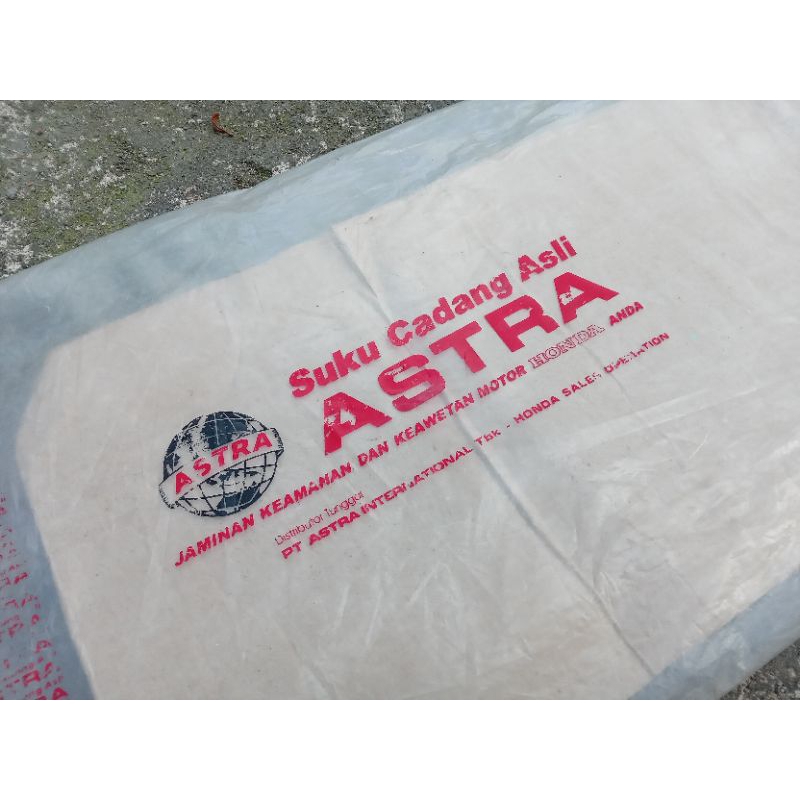 Suku Cadang Asli
ASTRA
ASTRA
JAMINAN KEAMANAN DAN KEAWETAN MOTOR HONDA ANDA
Distributor Tunggal
PT ASTRA INTERNATIONAL Tbk - HONDA SALES OPERATION